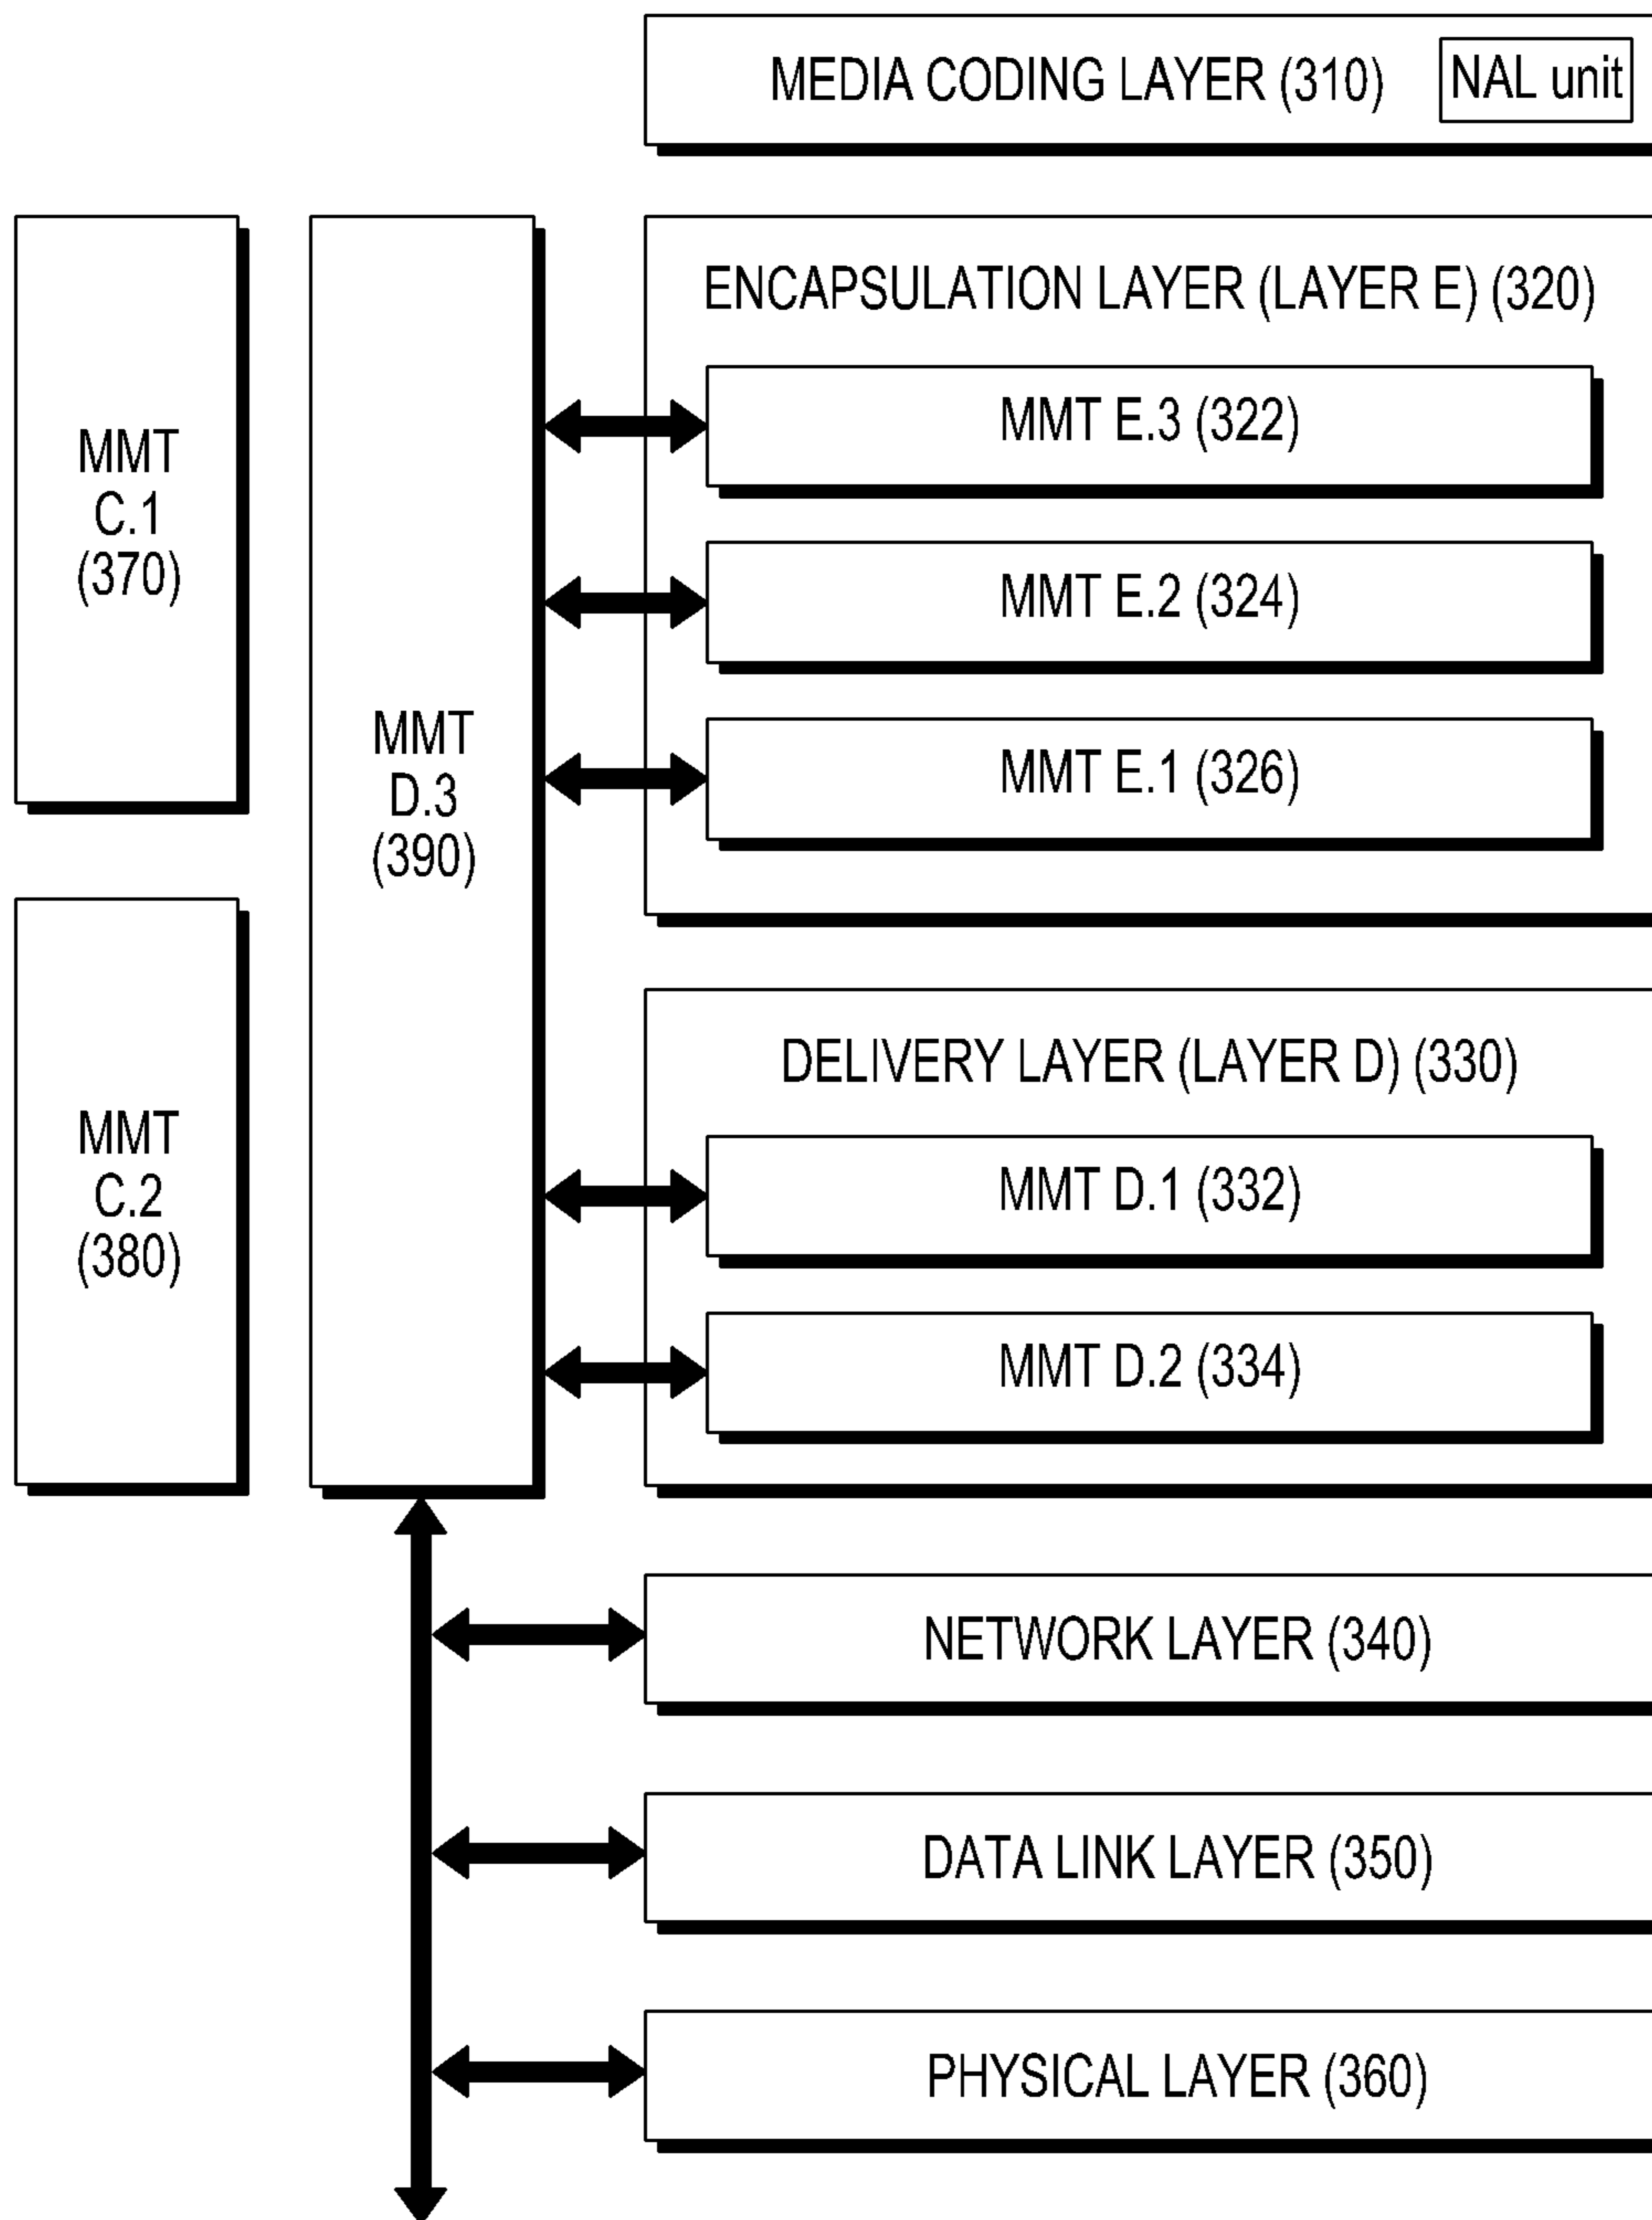 MEDIA CODING LAYER (310)
NAL unit
ENCAPSULATION LAYER (LAYER E) (320)
MMT E.3 (322)
MMT E.2 (324)
MMT E.1 (326)
MMT
C.1
(370)
MMT
D.3
(390)
MMT
C.2
(380)
DELIVERY LAYER (LAYER D) (330)
MMT D.1 (332)
MMT D.2 (334)
NETWORK LAYER (340)
DATA LINK LAYER (350)
PHYSICAL LAYER (360)